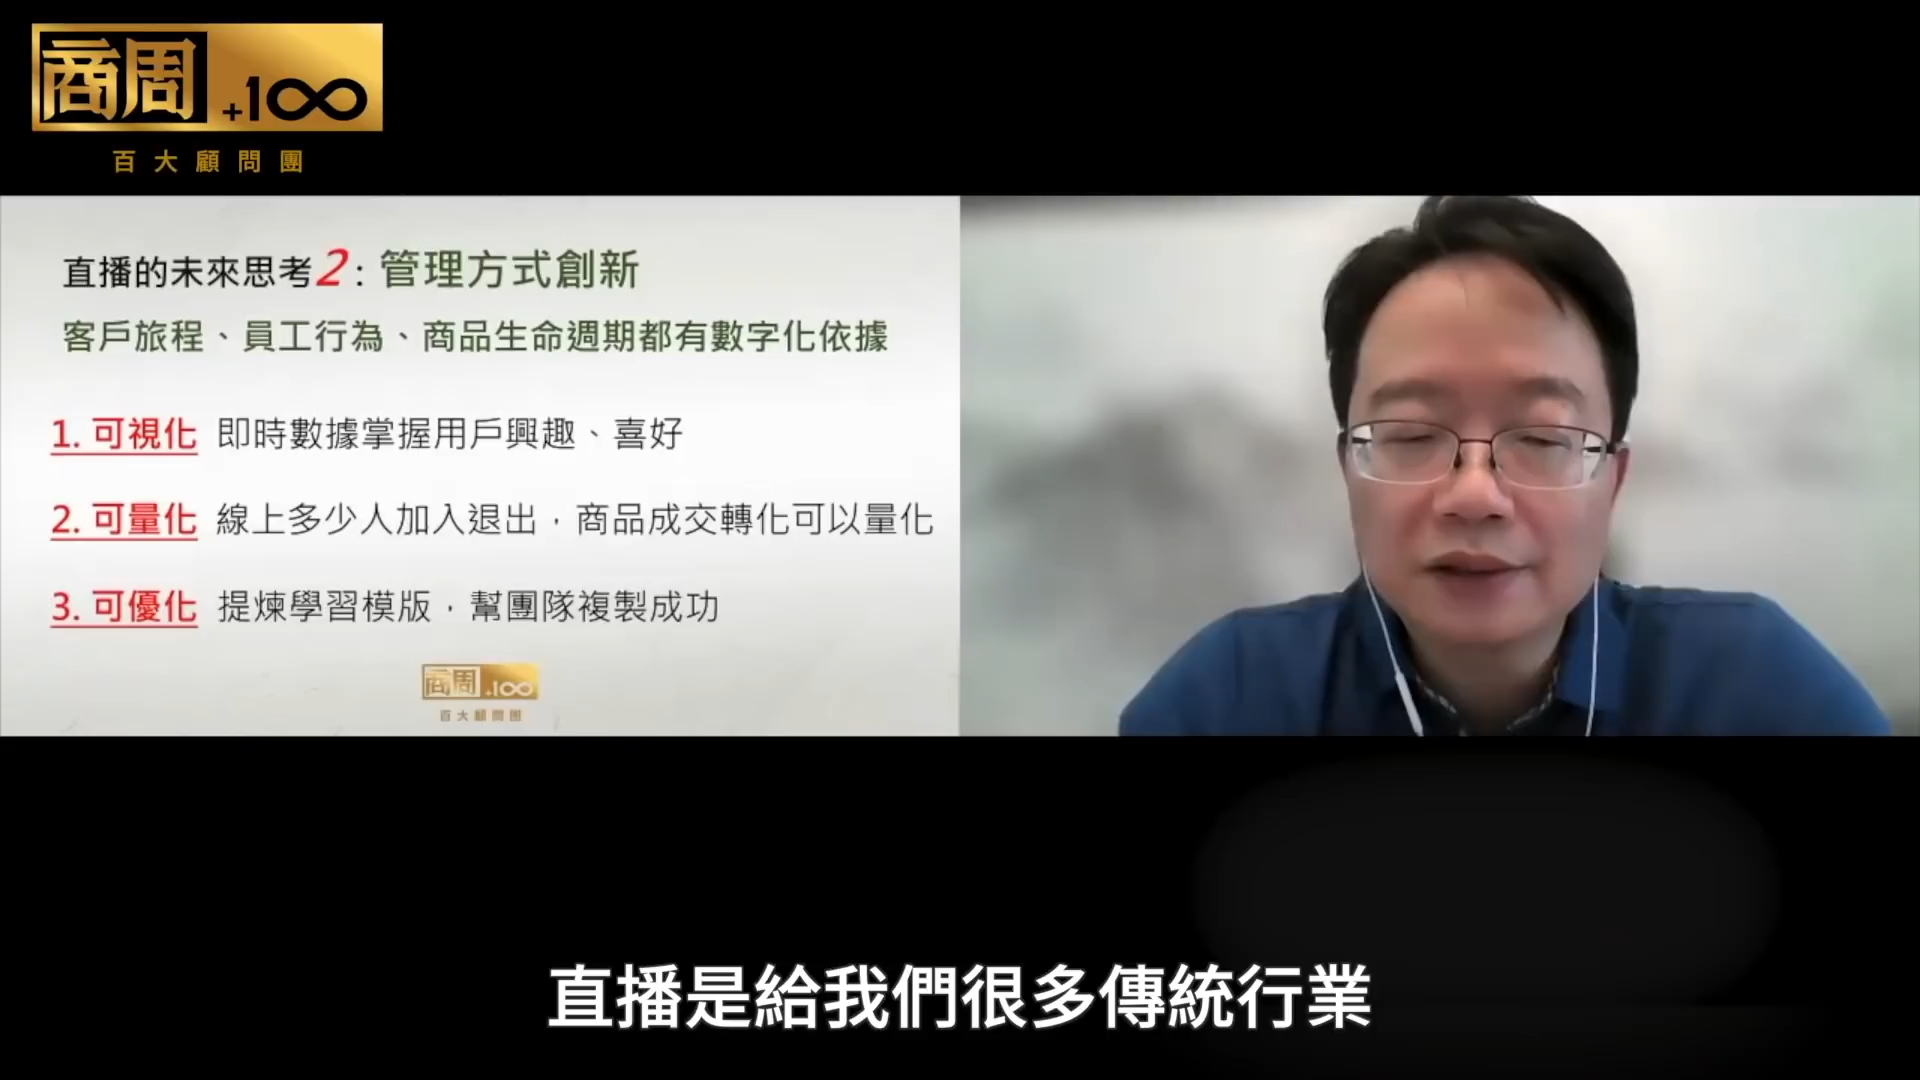 商周 +100
百大顧問團
直播的未來思考2：管理方式創新
客戶旅程、員工行為、商品生命週期都有數字化依據
1. 可視化 即時數據掌握用戶興趣、喜好
2. 可量化 線上多少人加入退出，商品成交轉化可以量化
3. 可優化 提煉學習模版，幫團隊複製成功
商周 +100
百大顧問團
直播是給我們很多傳統行業